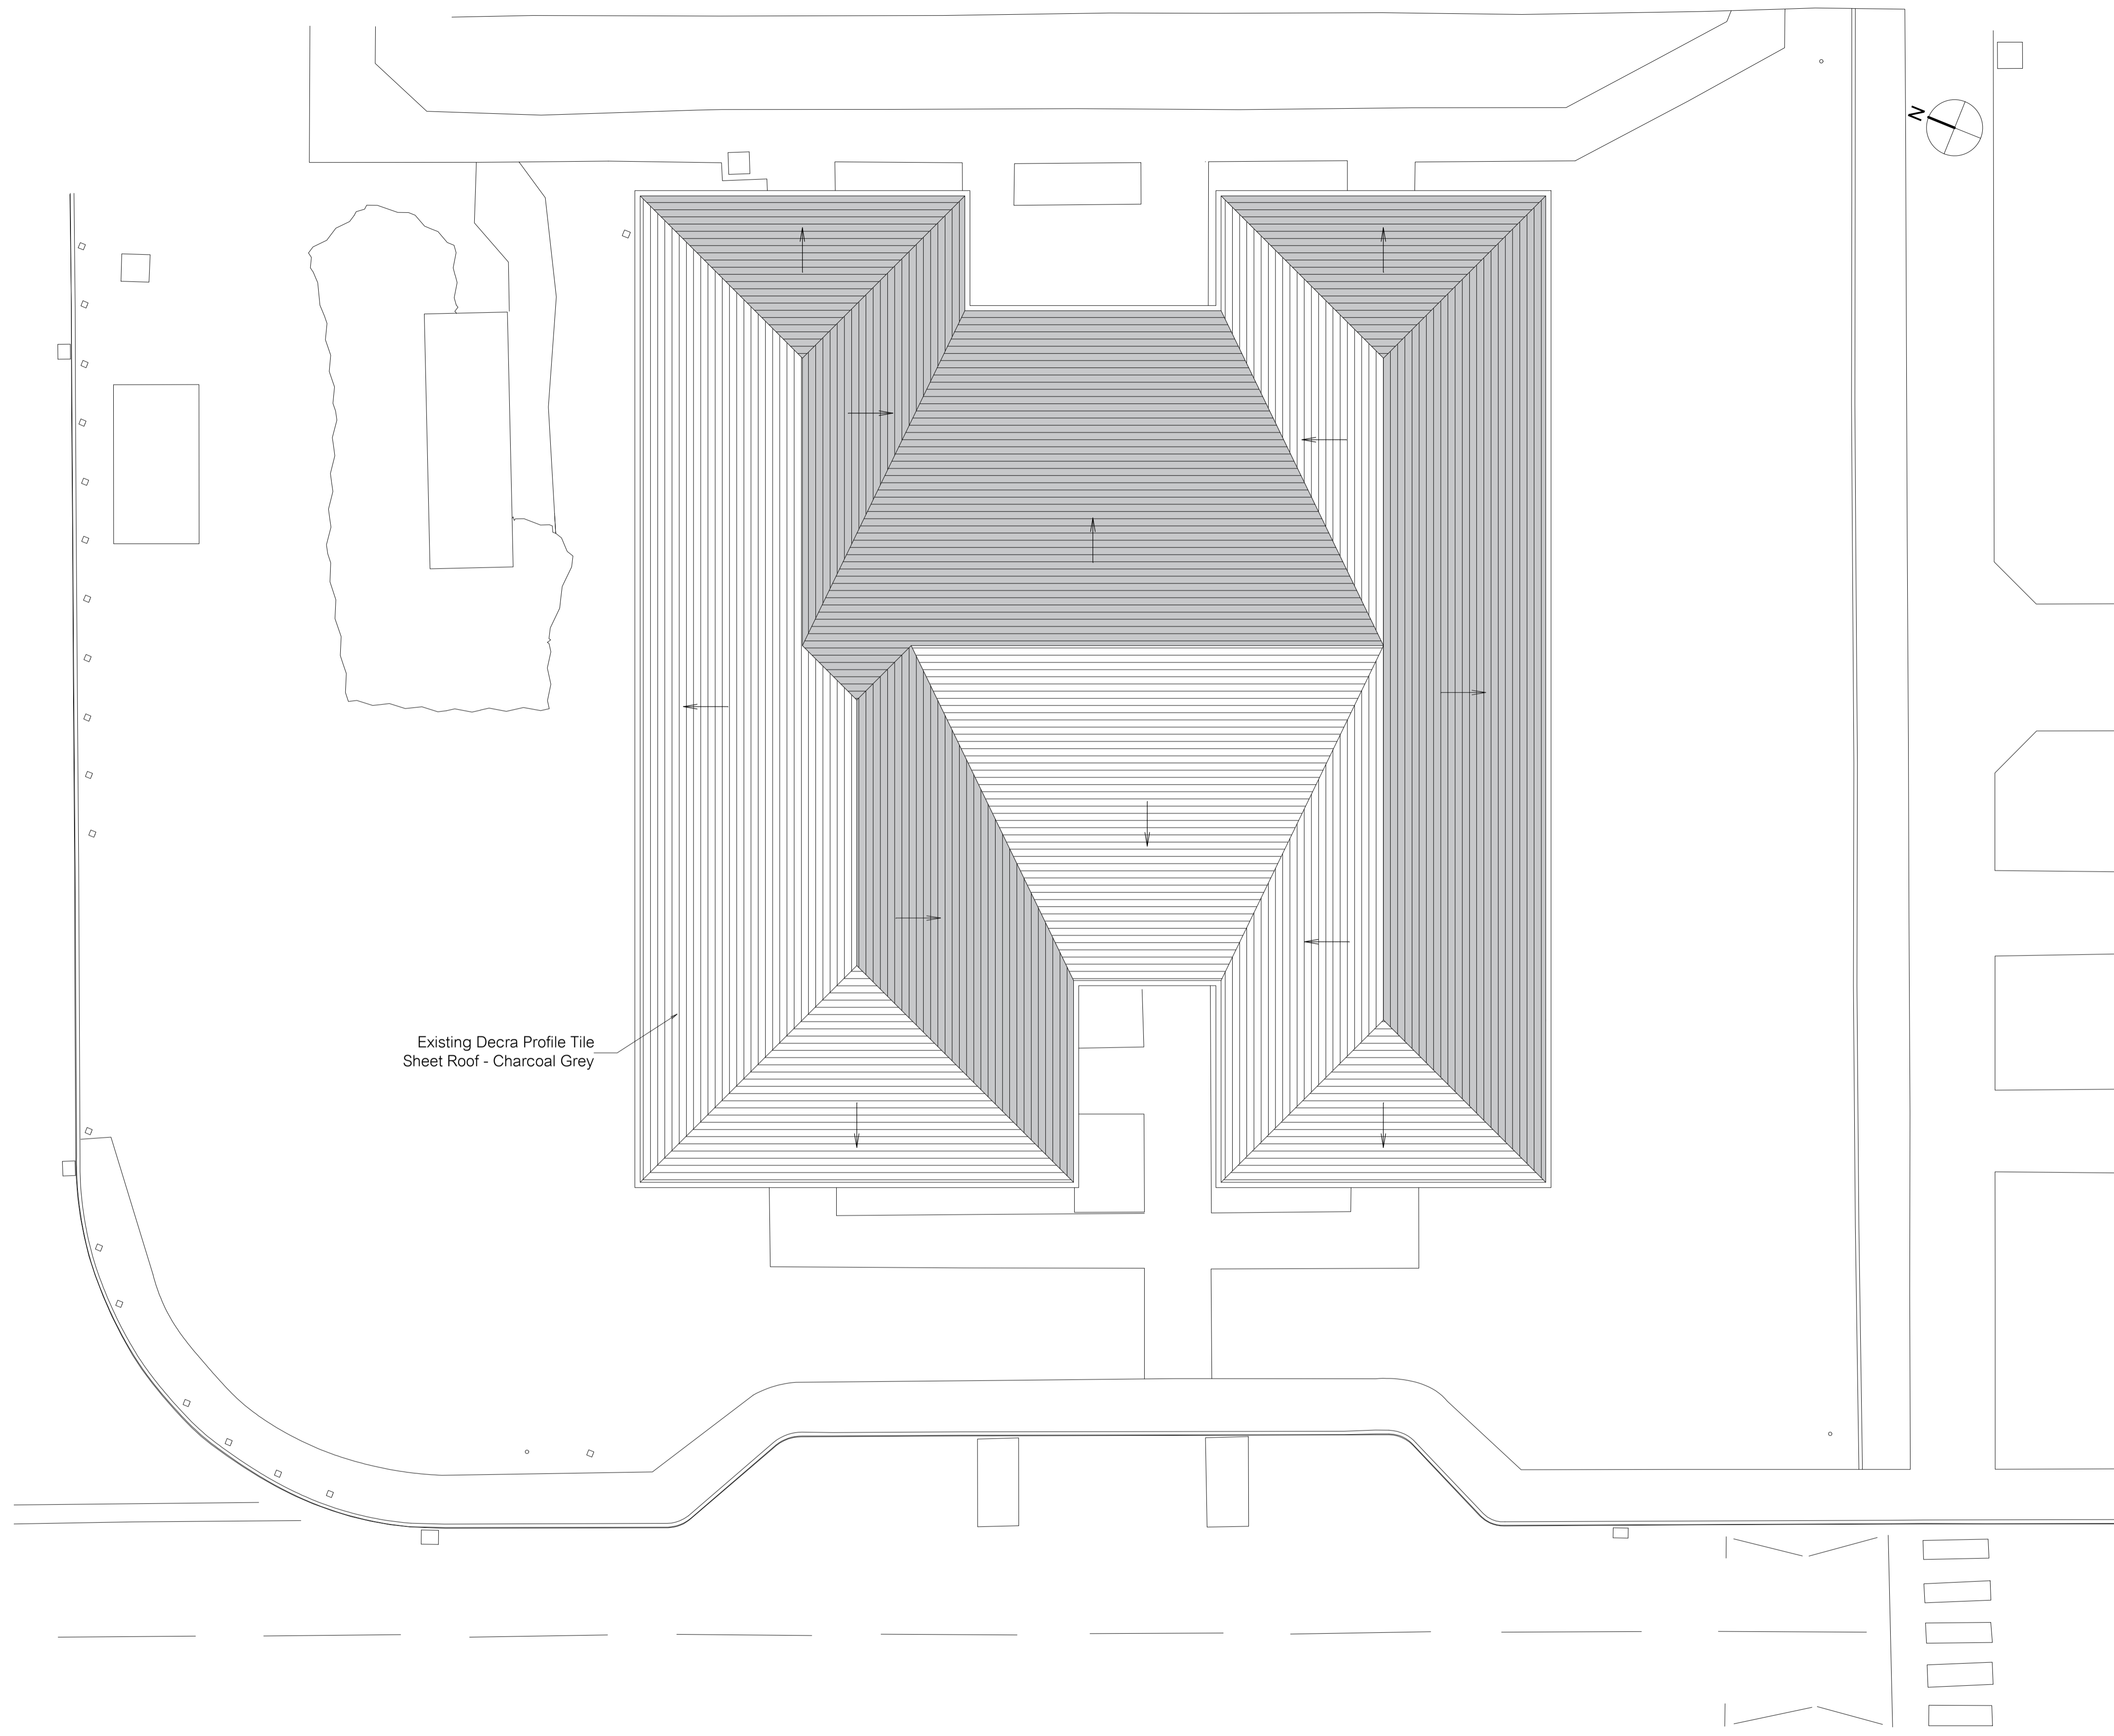 N
Existing Decra Profile Tile
Sheet Roof - Charcoal Grey